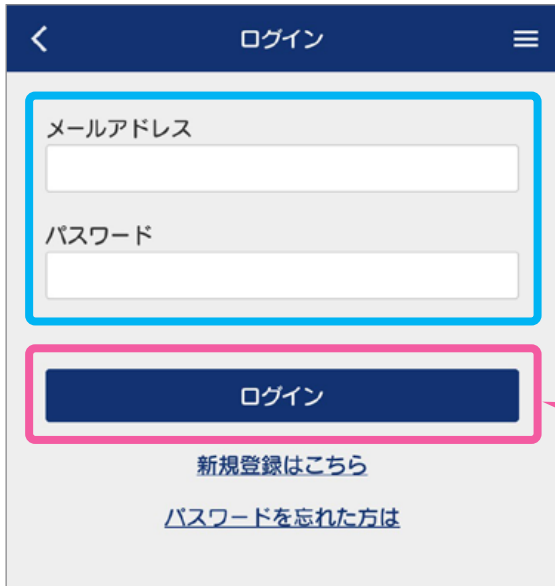 ログイン
メールアドレス
パスワード
ログイン
新規登録はこちら
パスワードを忘れた方は